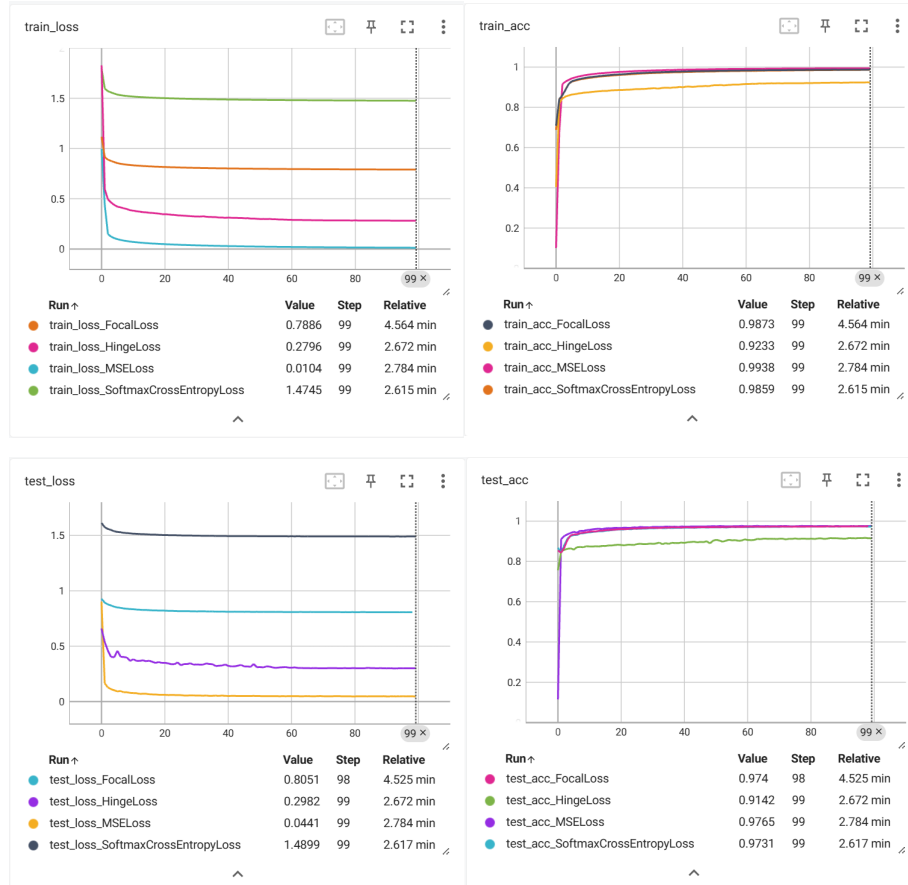 train_loss
1.5
1
0.5
0
0 20 40 60 80 99 ×
Run↑ Value Step Relative
train_loss_FocalLoss 0.7886 99 4.564 min
train_loss_HingeLoss 0.2796 99 2.672 min
train_loss_MSELoss 0.0104 99 2.784 min
train_loss_SoftmaxCrossEntropyLoss 1.4745 99 2.615 min
train_acc
1
0.8
0.6
0.4
0.2
0 20 40 60 80 99 ×
Run↑ Value Step Relative
train_acc_FocalLoss 0.9873 99 4.564 min
train_acc_HingeLoss 0.9233 99 2.672 min
train_acc_MSELoss 0.9938 99 2.784 min
train_acc_SoftmaxCrossEntropyLoss 0.9859 99 2.615 min
test_loss
1.5
1
0.5
0
0 20 40 60 80 99 ×
Run↑ Value Step Relative
test_loss_FocalLoss 0.8051 98 4.525 min
test_loss_HingeLoss 0.2982 99 2.672 min
test_loss_MSELoss 0.0441 99 2.784 min
test_loss_SoftmaxCrossEntropyLoss 1.4899 99 2.617 min
test_acc
1
0.8
0.6
0.4
0.2
0 20 40 60 80 99 ×
Run↑ Value Step Relative
test_acc_FocalLoss 0.974 98 4.525 min
test_acc_HingeLoss 0.9142 99 2.672 min
test_acc_MSELoss 0.9765 99 2.784 min
test_acc_SoftmaxCrossEntropyLoss 0.9731 99 2.617 min